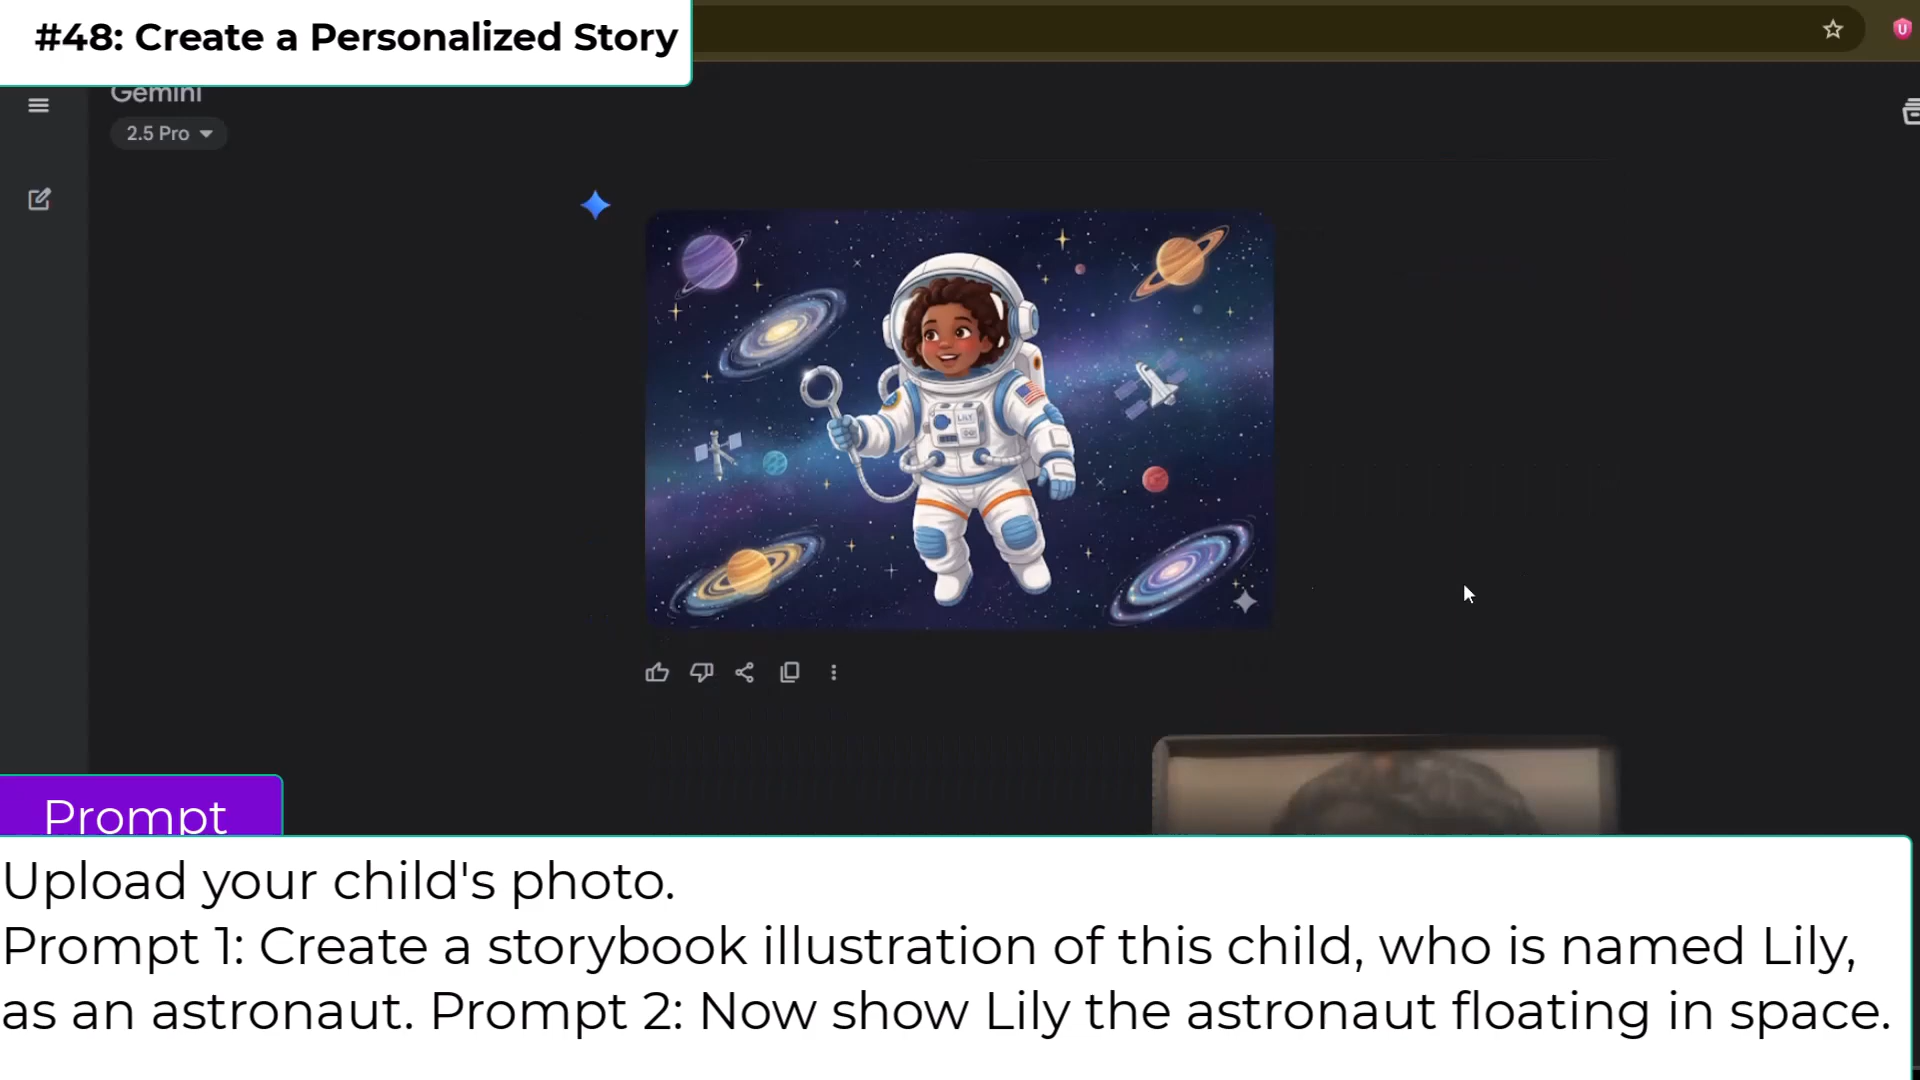 #48: Create a Personalized Story
Gemini
2.5 Pro
LILY
Prompt
Upload your child's photo.
Prompt 1: Create a storybook illustration of this child, who is named Lily,
as an astronaut. Prompt 2: Now show Lily the astronaut floating in space.